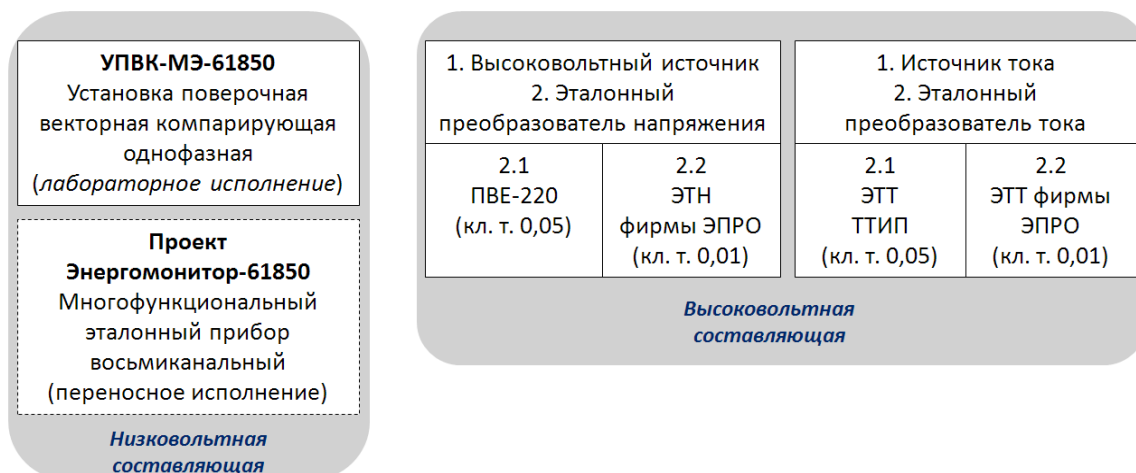 УПВК-МЭ-61850
Установка поверочная
векторная компарирующая
однофазная
(лабораторное исполнение)
Проект
Энергомонитор-61850
Многофункциональный
эталонный прибор
восьмиканальный
(переносное исполнение)
Низковольтная
составляющая
1. Высоковольтный источник
2. Эталонный
преобразователь напряжения
2.1
ПВЕ-220
(кл. т. 0,05)
2.2
ЭТН
фирмы ЭПРО
(кл. т. 0,01)
1. Источник тока
2. Эталонный
преобразователь тока
2.1
ЭТТ
ТТИП
(кл. т. 0,05)
2.2
ЭТТ фирмы
ЭПРО
(кл. т. 0,01)
Высоковольтная
составляющая